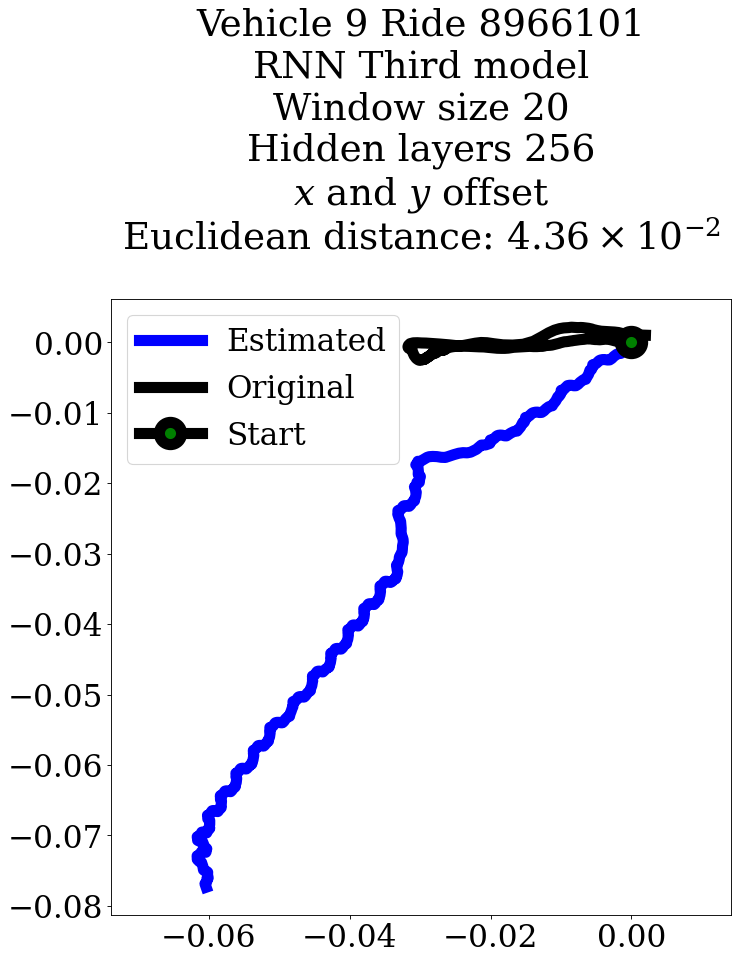 Vehicle 9 Ride 8966101
RNN Third model
Window size 20
Hidden layers 256
x and y offset
Euclidean distance: 4.36 × 10⁻²
Estimated
Original
Start
0.00
−0.01
−0.02
−0.03
−0.04
−0.05
−0.06
−0.07
−0.08
−0.06 −0.04 −0.02 0.00